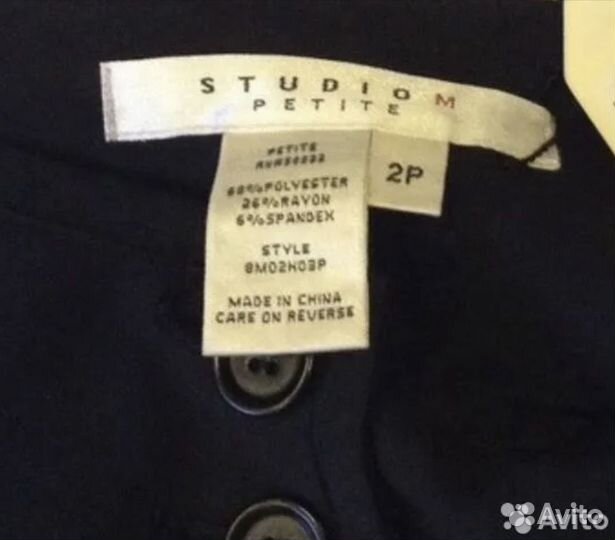 STUDIO M
PETITE
PETITE
2P
68%POLYESTER
26%RAYON
6%SPANDEX
STYLE
8M02H03P
MADE IN CHINA
CARE ON REVERSE
Avito